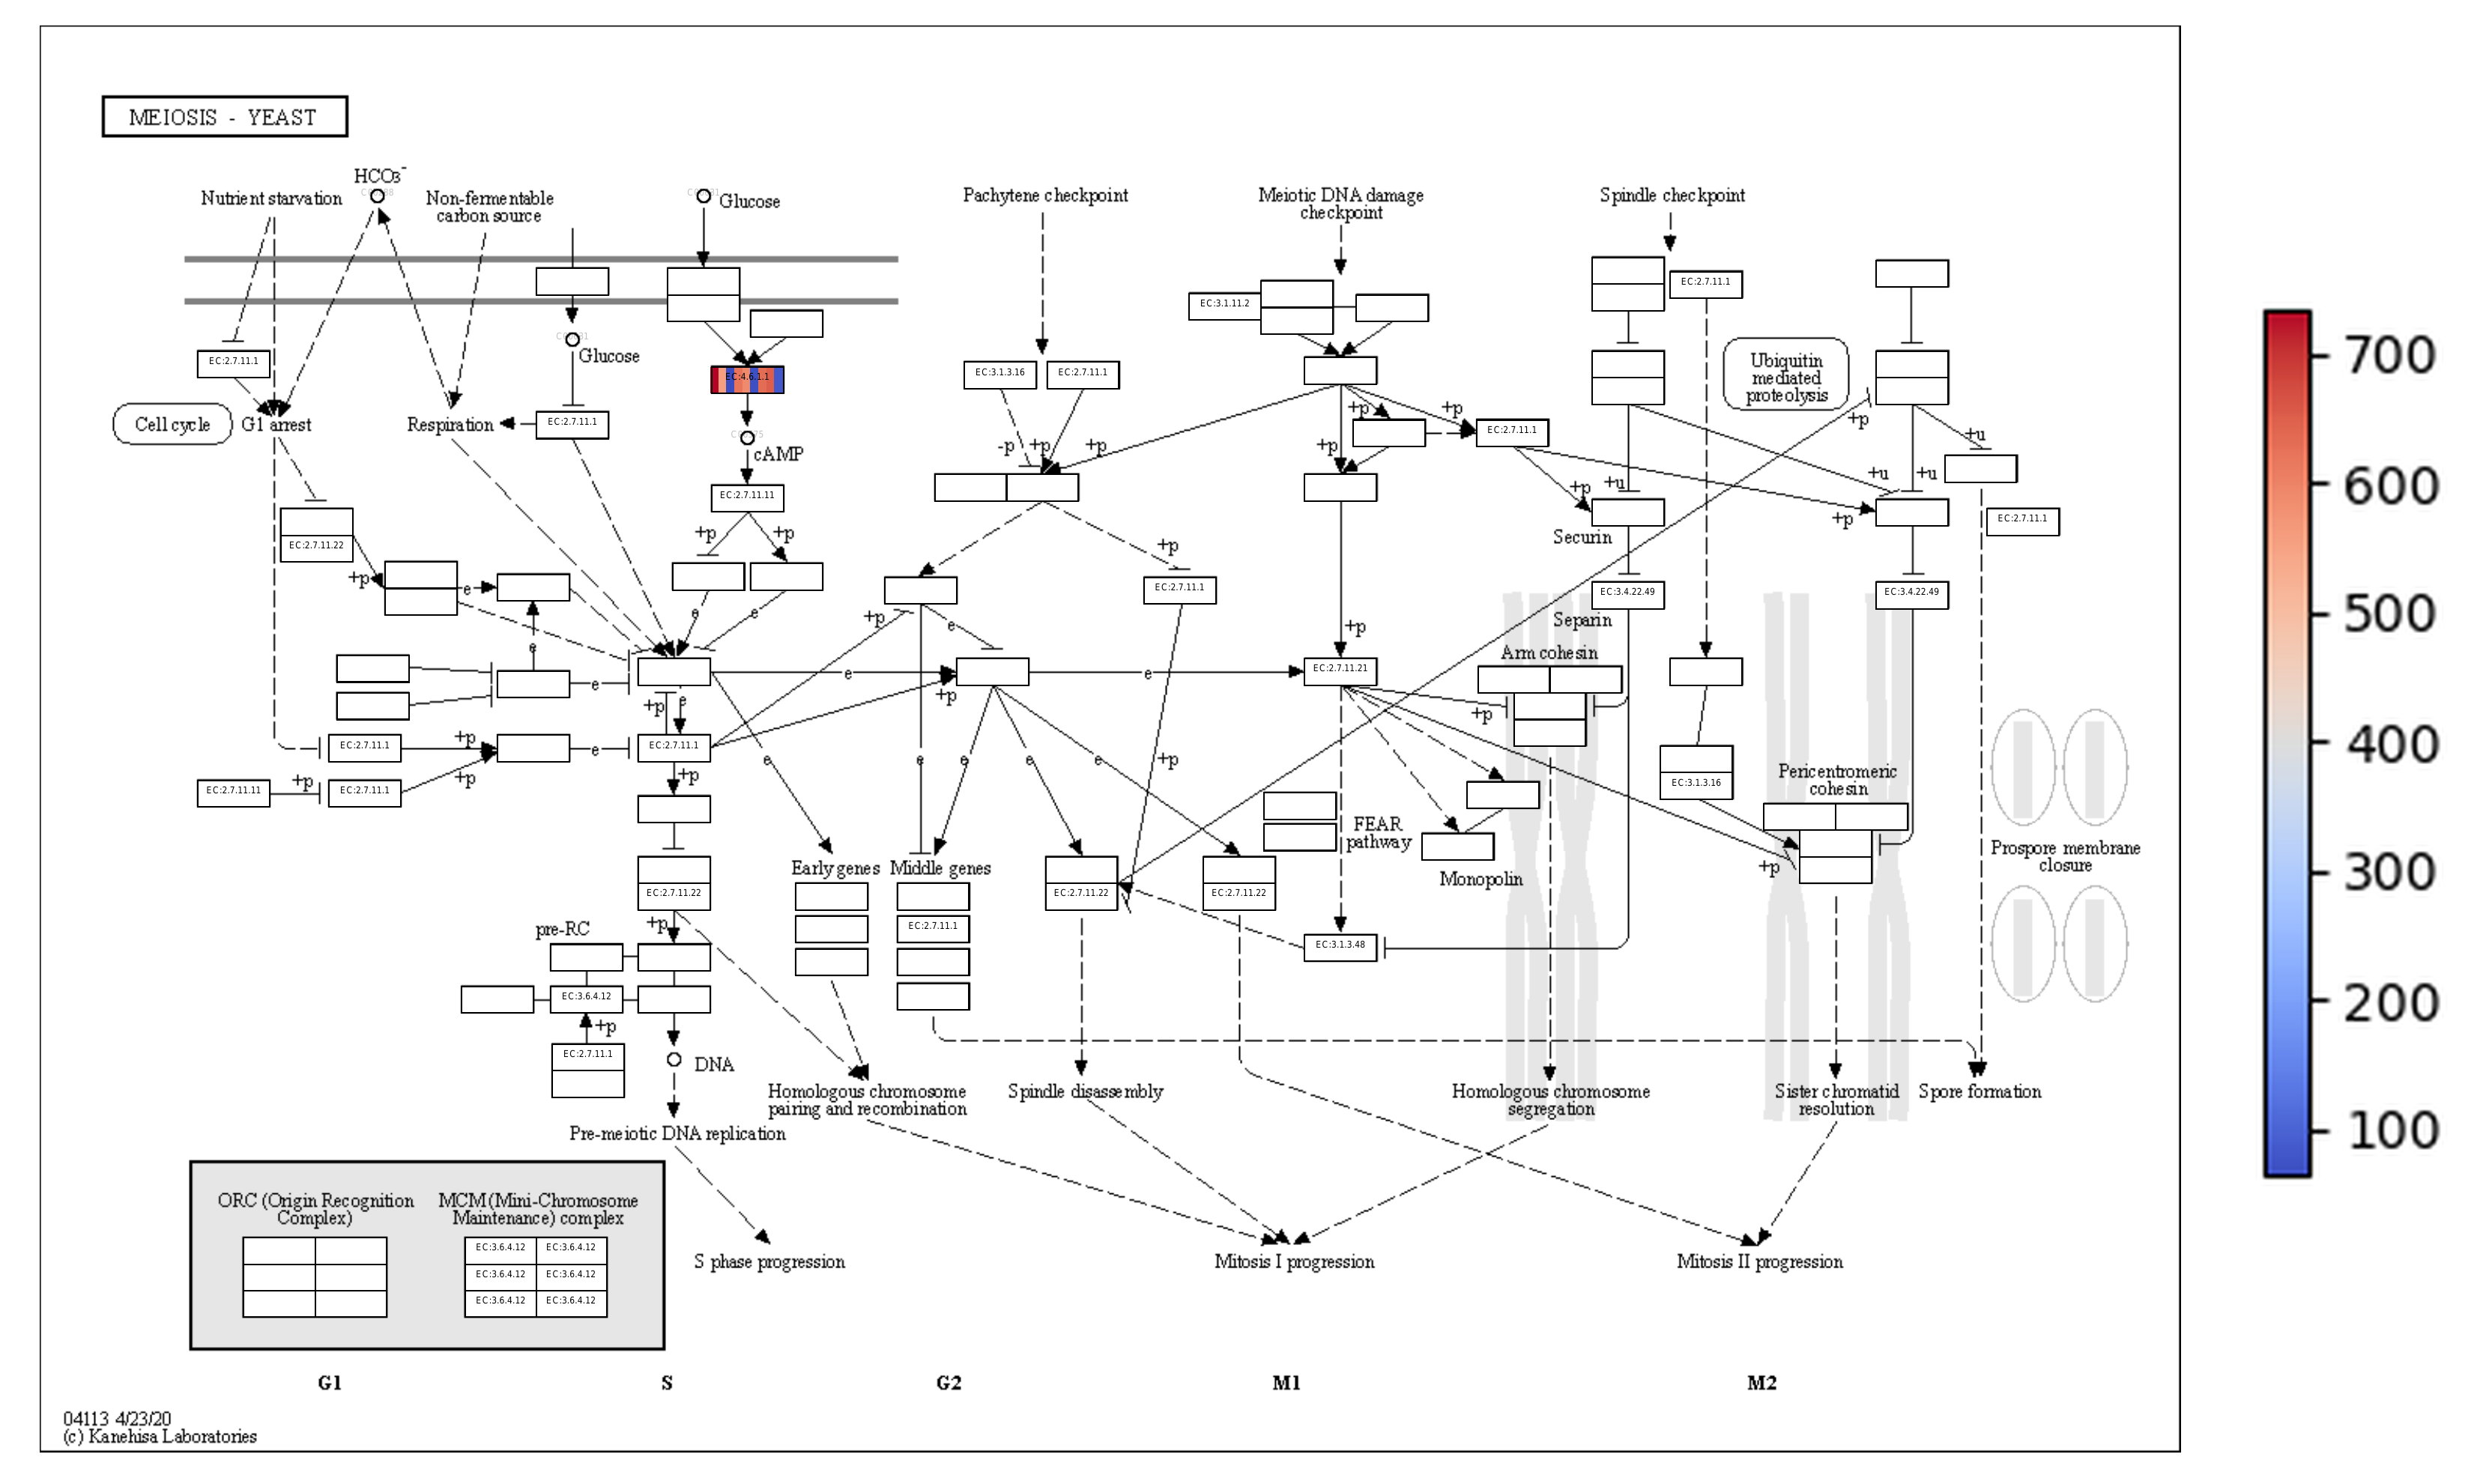 MEIOSIS - YEAST
Nutrient starvation
HCO3-
Non-fermentable
carbon source
Glucose
Pachytene checkpoint
Meiotic DNA damage
checkpoint
Spindle checkpoint
EC:2.7.11.1
Glucose
EC:4.6.1.1
EC:3.1.11.2
EC:2.7.11.1
EC:3.1.3.16
EC:2.7.11.1
Ubiquitin
mediated
proteolysis
Cell cycle
G1 arrest
Respiration
EC:2.7.11.1
cAMP
EC:2.7.11.11
-p
+p
+p
+p
+p
+p
EC:2.7.11.1
+p
+u
+u
+u
+u
+p
+p
Securin
EC:2.7.11.1
EC:2.7.11.22
+p
+p
+p
e
e
e
e
+p
EC:2.7.11.1
+p
e
EC:3.4.22.49
EC:3.4.22.49
Separin
+p
Arm cohesin
e
+p
e
e
+p
e
EC:2.7.11.21
+p
EC:2.7.11.1
+p
e
EC:2.7.11.1
+p
EC:2.7.11.11
+p
EC:2.7.11.1
+p
e
e
e
e
e
+p
EC:3.1.3.16
Pericentromeric
cohesin
FEAR
pathway
Monopolin
+p
Prospore membrane
closure
Early genes
Middle genes
EC:2.7.11.22
EC:2.7.11.22
EC:2.7.11.22
+p
EC:2.7.11.1
EC:3.1.3.48
pre-RC
EC:3.6.4.12
+p
EC:2.7.11.1
DNA
Homologous chromosome
pairing and recombination
Spindle disassembly
Homologous chromosome
segregation
Sister chromatid
resolution
Spore formation
Pre-meiotic DNA replication
ORC (Origin Recognition
Complex)
MCM (Mini-Chromosome
Maintenance) complex
EC:3.6.4.12
EC:3.6.4.12
EC:3.6.4.12
EC:3.6.4.12
EC:3.6.4.12
EC:3.6.4.12
S phase progression
Mitosis I progression
Mitosis II progression
G1
S
G2
M1
M2
04113 4/23/20
(c) Kanehisa Laboratories
700
600
500
400
300
200
100